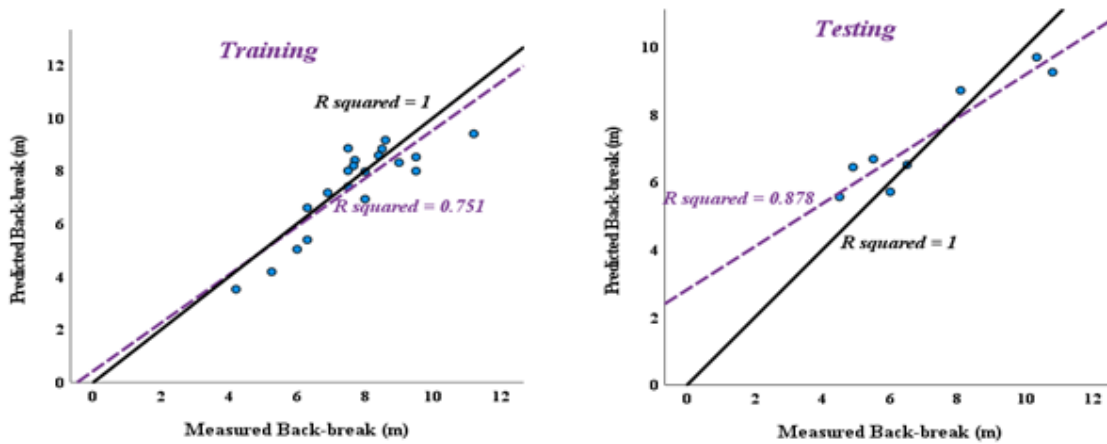 Training
R squared = 1
R squared = 0.751
Predicted Back-break (m)
12
10
8
6
4
2
0
0 2 4 6 8 10 12
Measured Back-break (m)
Testing
R squared = 0.878
R squared = 1
Predicted Back-break (m)
10
8
6
4
2
0
0 2 4 6 8 10 12
Measured Back-break (m)